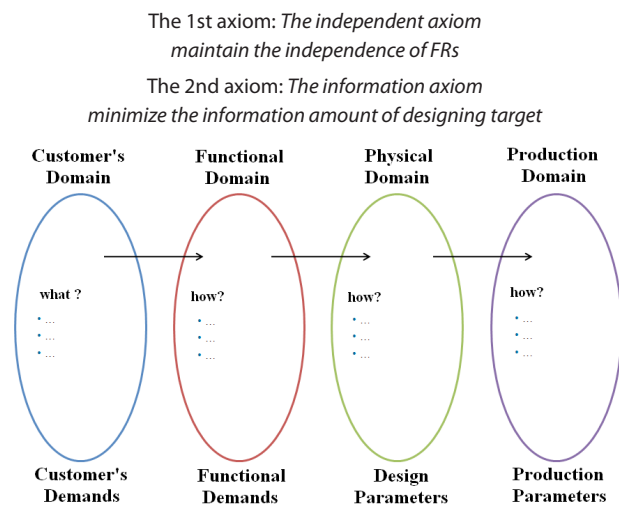 The 1st axiom: The independent axiom
maintain the independence of FRs
The 2nd axiom: The information axiom
minimize the information amount of designing target
Customer's
Domain
Functional
Domain
Physical
Domain
Production
Domain
what ?
• ...
• ...
• ...
how?
• ...
• ...
• ...
how?
• ...
• ...
• ...
how?
• ...
• ...
• ...
Customer's
Demands
Functional
Demands
Design
Parameters
Production
Parameters